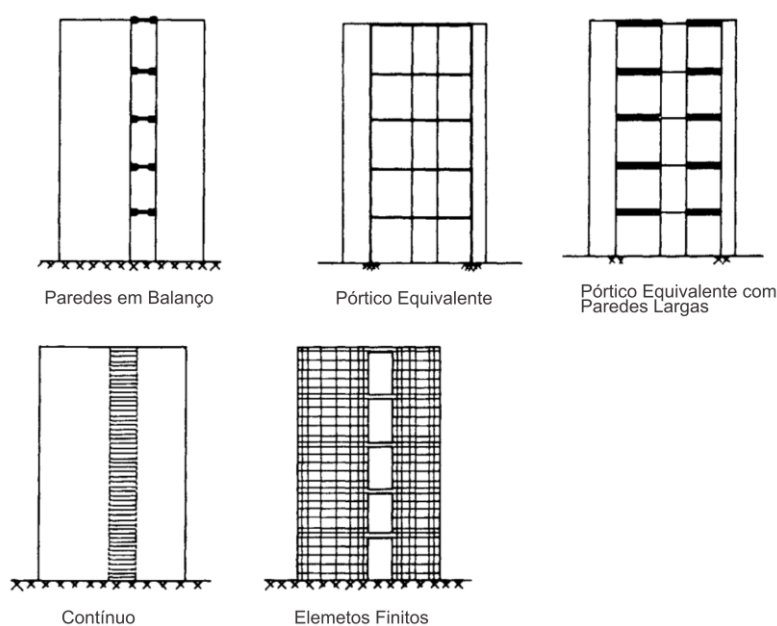 Paredes em Balanço
Pórtico Equivalente
Pórtico Equivalente com
Paredes Largas
Contínuo
Elemetos Finitos